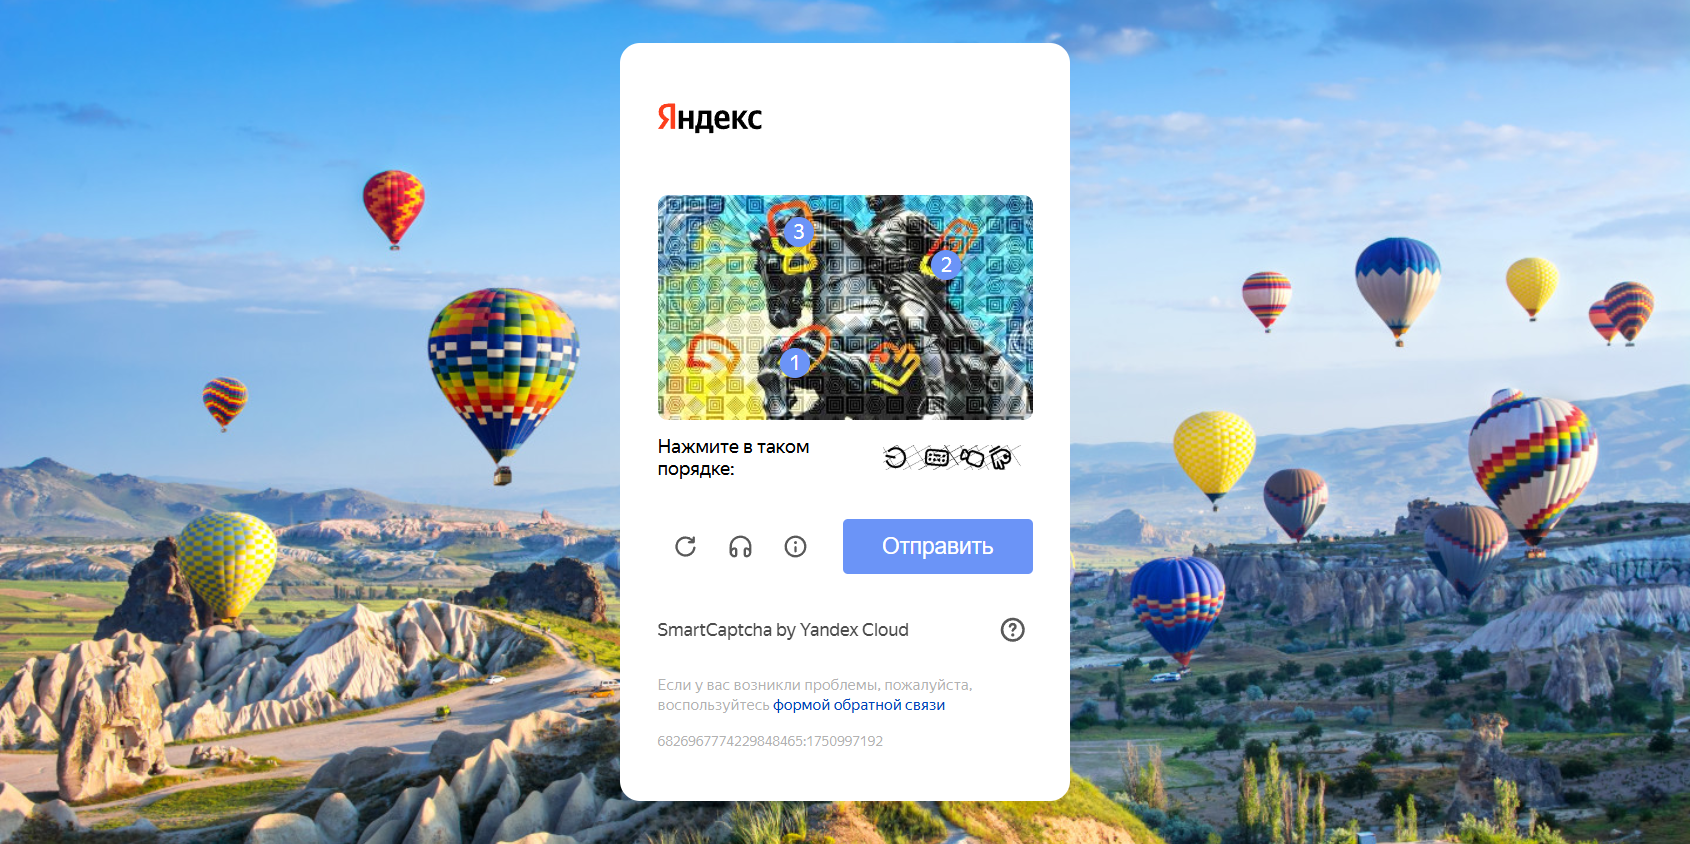 Яндекс
3
2
1
Нажмите в таком
порядке:
Отправить
SmartCaptcha by Yandex Cloud
Если у вас возникли проблемы, пожалуйста,
воспользуйтесь формой обратной связи
6826967774229848465:1750997192